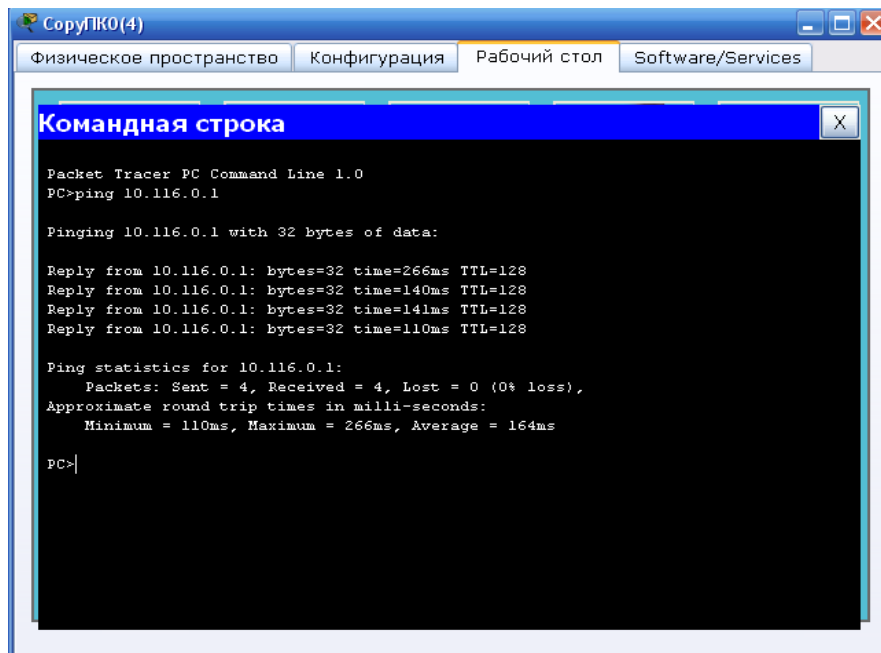 CopyПК0(4)
Физическое пространство Конфигурация Рабочий стол Software/Services
Командная строка X
Packet Tracer PC Command Line 1.0
PC>ping 10.116.0.1
Pinging 10.116.0.1 with 32 bytes of data:
Reply from 10.116.0.1: bytes=32 time=266ms TTL=128
Reply from 10.116.0.1: bytes=32 time=140ms TTL=128
Reply from 10.116.0.1: bytes=32 time=141ms TTL=128
Reply from 10.116.0.1: bytes=32 time=110ms TTL=128
Ping statistics for 10.116.0.1:
Packets: Sent = 4, Received = 4, Lost = 0 (0% loss),
Approximate round trip times in milli-seconds:
Minimum = 110ms, Maximum = 266ms, Average = 164ms
PC>